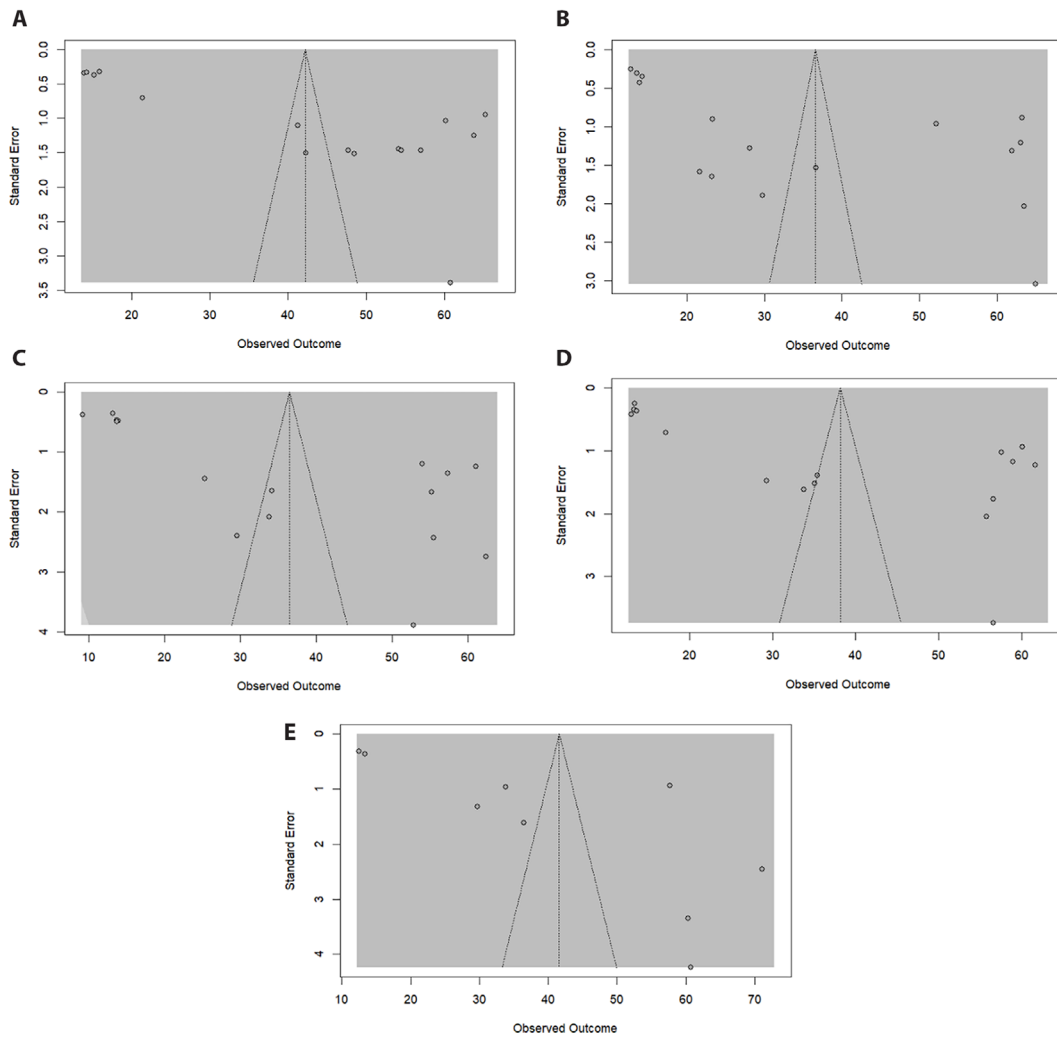 A
Standard Error
0.0
0.5
1.0
1.5
2.0
2.5
3.0
3.5
20 30 40 50 60
Observed Outcome
B
Standard Error
0.0
0.5
1.0
1.5
2.0
2.5
3.0
20 30 40 50 60
Observed Outcome
C
Standard Error
0
1
2
3
4
10 20 30 40 50 60
Observed Outcome
D
Standard Error
0
1
2
3
20 30 40 50 60
Observed Outcome
E
Standard Error
0
1
2
3
4
10 20 30 40 50 60 70
Observed Outcome